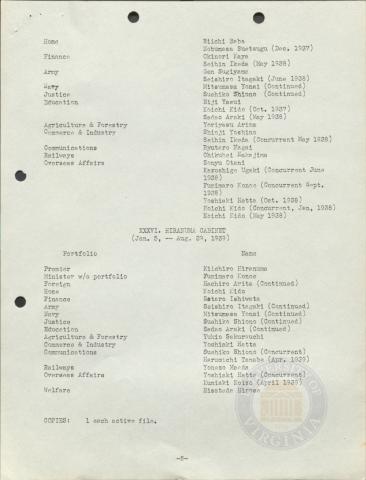 Home Eiichi Baba
Nobumasa Suetsugu (Dec. 1937)
Finance Okinori Kaya
Seihin Ikeda (May 1938)
Army Gen Sugiyama
Seishiro Itagaki (June 1938)
Navy Mitsumasa Yonai (Continued)
Justice Suehiko Shiono (Continued)
Education Eiji Yasui
Koichi Kido (Oct. 1937)
Sadao Araki (May 1938)
Agriculture & Forestry Yoriyasu Arima
Commerce & Industry Shinji Yoshino
Seihin Ikeda (Concurrent May 1938)
Communications Ryutaro Nagai
Railways Chikuhei Nakajima
Overseas Affairs Sonyu Otani
Kazushige Ugaki (Concurrent June
1938)
Fumimaro Konoe (Concurrent Sept.
1938)
Yoshiaki Hatta (Oct. 1938)
Koichi Kido (Concurrent, Jan, 1938)
Koichi Kido (May 1938)
XXXVI. HIRANUMA CABINET
(Jan. 5, -- Aug. 29, 1939)
Portfolio Name
Premier Kiichiro Hiranuma
Minister w/o portfolio Fumimaro Konoe
Foreign Hachiro Arita (Continued)
Home Koichi Kido
Finance Sotaro Ishiwata
Army Seishiro Itagaki (Continued)
Navy Mitsumasa Yonai (Continued)
Justice Suehiko Shiono (Continued)
Education Sadao Araki (Continued)
Agriculture & Forestry Yukio Sakurauchi
Commerce & Industry Yoshiaki Hatta
Communications Suehiko Shiono (Concurrent)
Harumichi Tanabe (Apr. 1939)
Railways Yonezo Maeda
Overseas Affairs Yoshiaki Hatta (Concurrent)
Kuniaki Koiso (April 1939)
Welfare Hisatada Hirose
COPIES: 1 each active file.
VIRGINIA